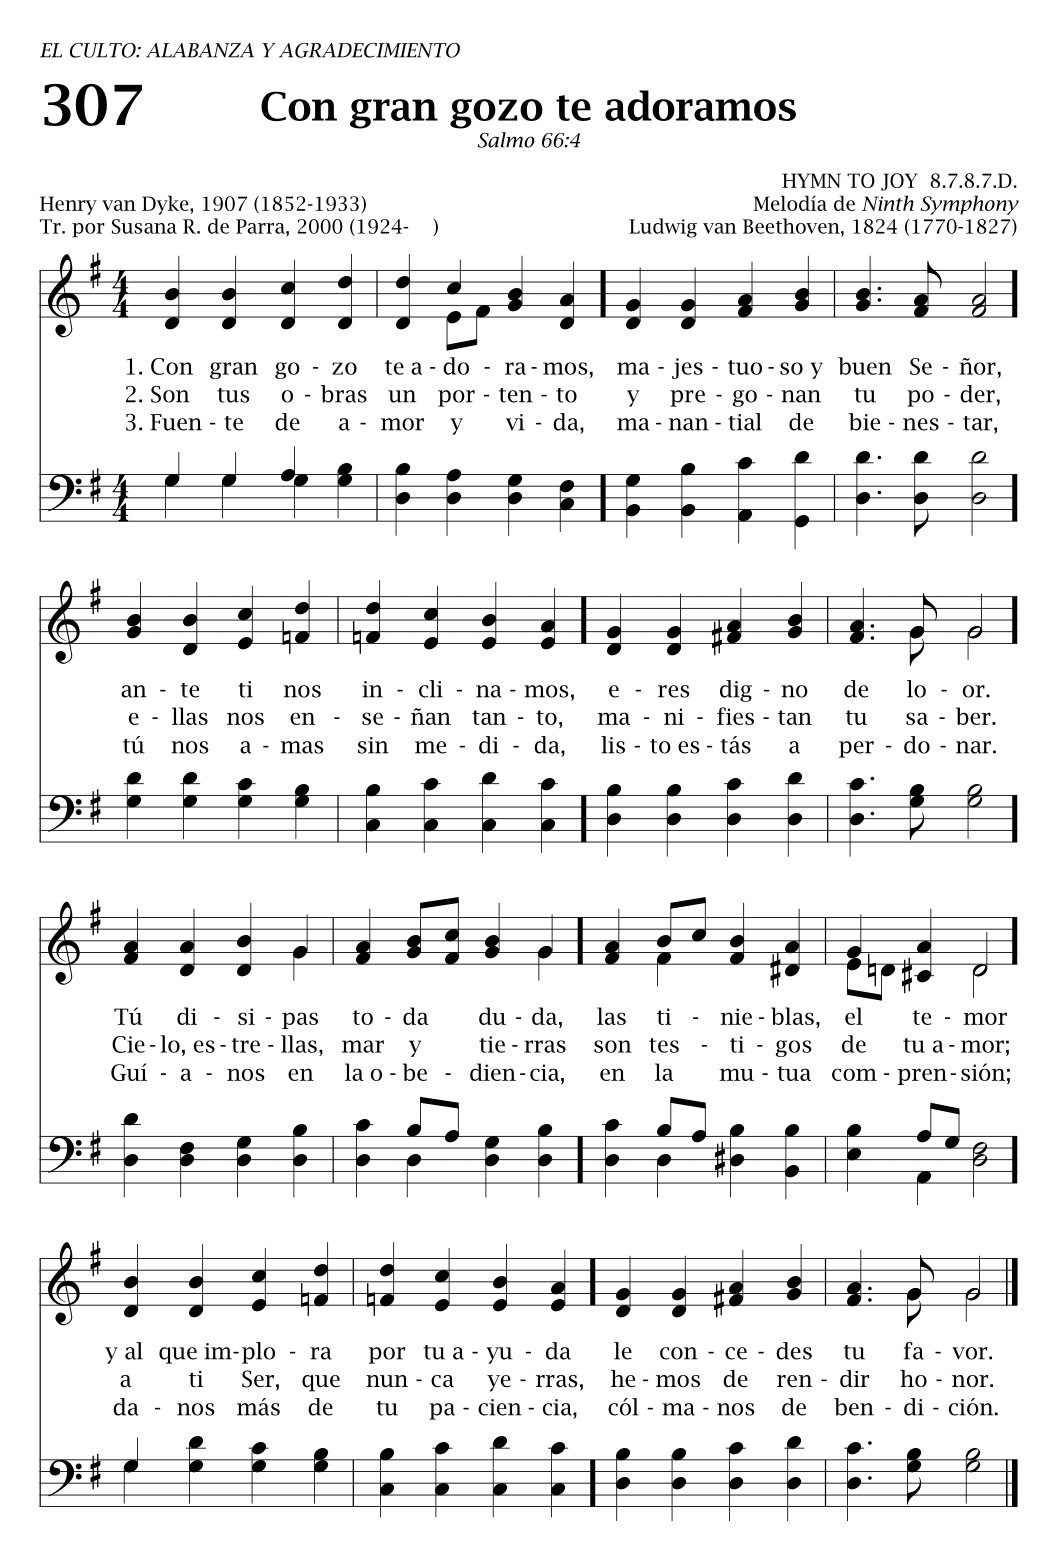 EL CULTO: ALABANZA Y AGRADECIMIENTO
307 Con gran gozo te adoramos
Salmo 66:4
HYMN TO JOY 8.7.8.7.D.
Henry van Dyke, 1907 (1852-1933) Melodía de Ninth Symphony
Tr. por Susana R. de Parra, 2000 (1924- ) Ludwig van Beethoven, 1824 (1770-1827)
1. Con gran go - zo te a - do - ra - mos, ma - jes - tuo - so y buen Se - ñor,
2. Son tus o - bras un por - ten - to y pre - go - nan tu po - der,
3. Fuen - te de a - mor y vi - da, ma - nan - tial de bie - nes - tar,
an - te ti nos in - cli - na - mos, e - res dig - no de lo - or.
e - llas nos en - se - ñan tan - to, ma - ni - fies - tan tu sa - ber.
tú nos a - mas sin me - di - da, lis - to es - tás a per - do - nar.
Tú di - si - pas to - da du - da, las ti - nie - blas, el te - mor
Cie - lo, es - tre - llas, mar y tie - rras son tes - ti - gos de tu a - mor;
Guí - a - nos en la o - be - dien - cia, en la mu - tua com - pren - sión;
y al que im - plo - ra por tu a - yu - da le con - ce - des tu fa - vor.
a ti Ser, que nun - ca ye - rras, he - mos de ren - dir ho - nor.
da - nos más de tu pa - cien - cia, cól - ma - nos de ben - di - ción.